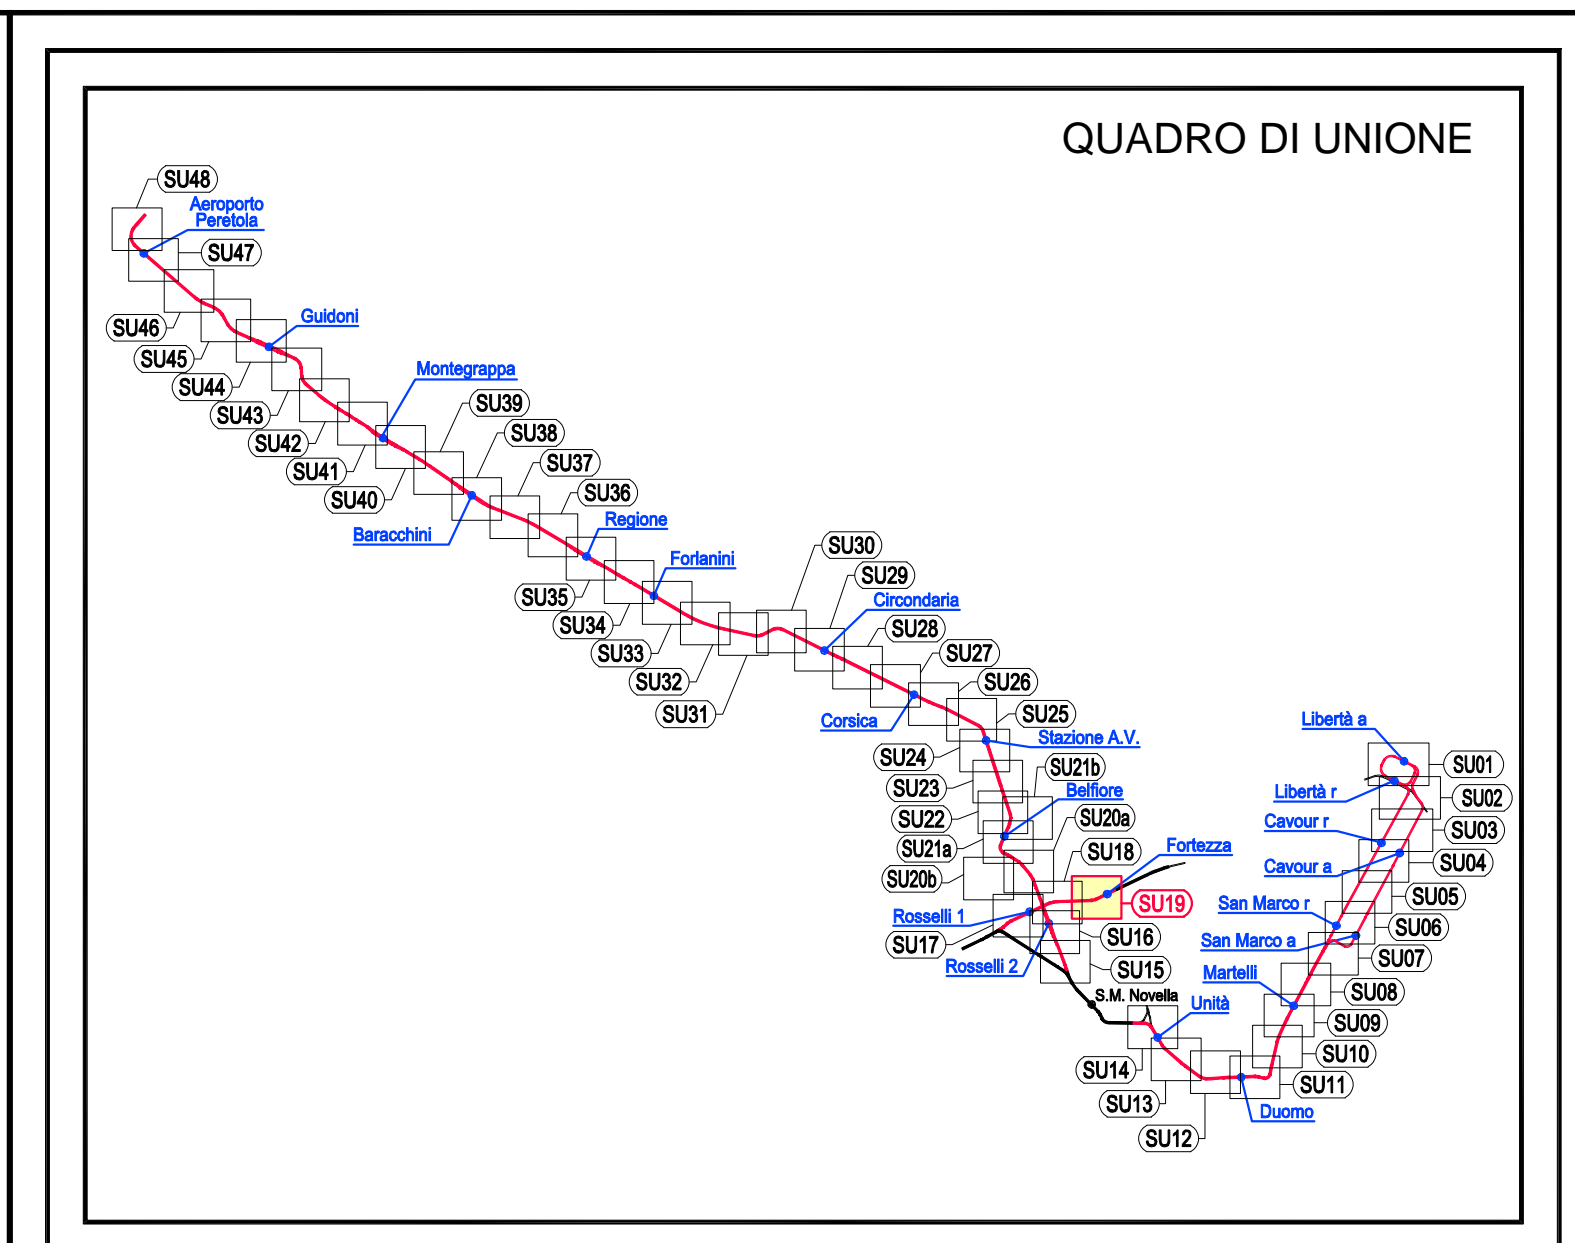 QUADRO DI UNIONE
SU48
Aeroporto
Peretola
SU47
SU46
Guidoni
SU45
Montegrappa
SU44
SU39
SU43
SU38
SU42
SU37
SU41
SU36
SU40
Regione
Baracchini
SU30
Forlanini
SU29
SU35
Circondaria
SU34
SU28
SU33
SU27
SU32
SU26
SU31
SU25
Corsica
Libertà a
Stazione A.V.
SU24
SU21b
SU01
SU23
Belfiore
Libertà r
SU02
SU22
SU20a
Cavour r
SU03
SU21a
SU18
Fortezza
Cavour a
SU04
SU20b
SU05
SU19
San Marco r
Rosselli 1
SU06
SU17
SU16
San Marco a
SU07
Rosselli 2
SU15
Martelli
SU08
S.M. Novella
Unità
SU09
SU10
SU14
SU11
SU13
Duomo
SU12